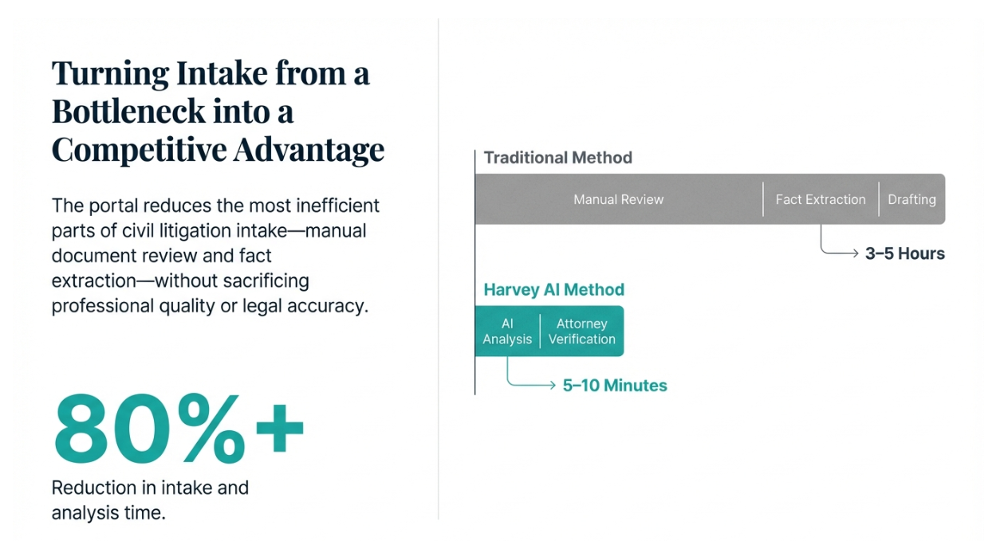 Turning Intake from a
Bottleneck into a
Competitive Advantage
The portal reduces the most inefficient
parts of civil litigation intake—manual
document review and fact
extraction—without sacrificing
professional quality or legal accuracy.
80%+
Reduction in intake and
analysis time.
Traditional Method
Manual Review
Fact Extraction
Drafting
3–5 Hours
Harvey AI Method
AI
Analysis
Attorney
Verification
5–10 Minutes